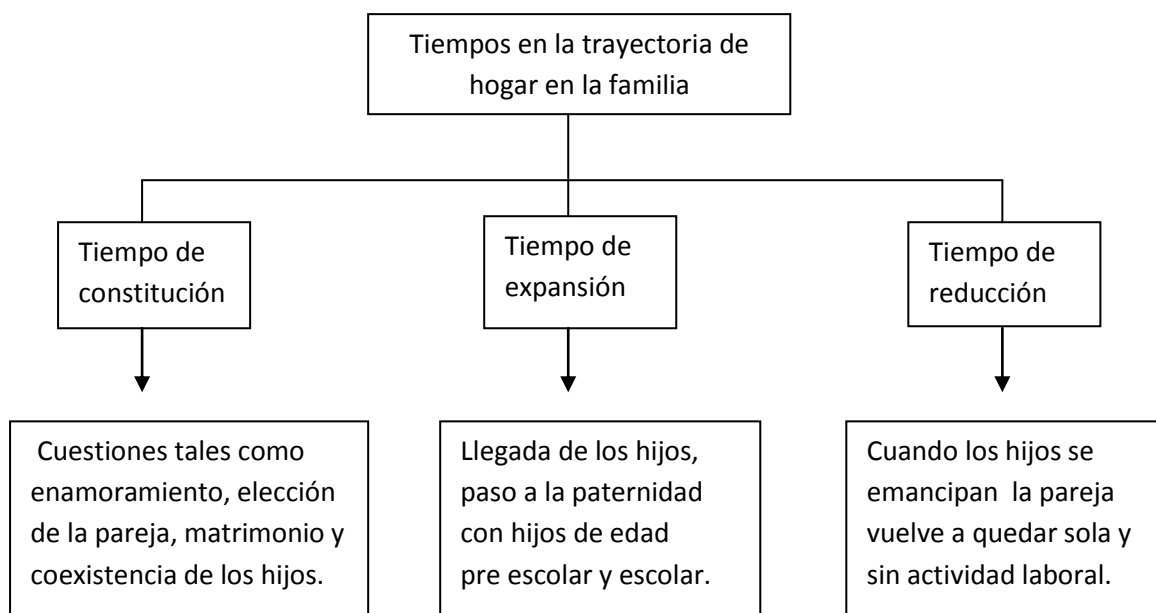 Tiempos en la trayectoria de
hogar en la familia
Tiempo de
constitución
Tiempo de
expansión
Tiempo de
reducción
Cuestiones tales como
enamoramiento, elección
de la pareja, matrimonio y
coexistencia de los hijos.
Llegada de los hijos,
paso a la paternidad
con hijos de edad
pre escolar y escolar.
Cuando los hijos se
emancipan  la pareja
vuelve a quedar sola y
sin actividad laboral.